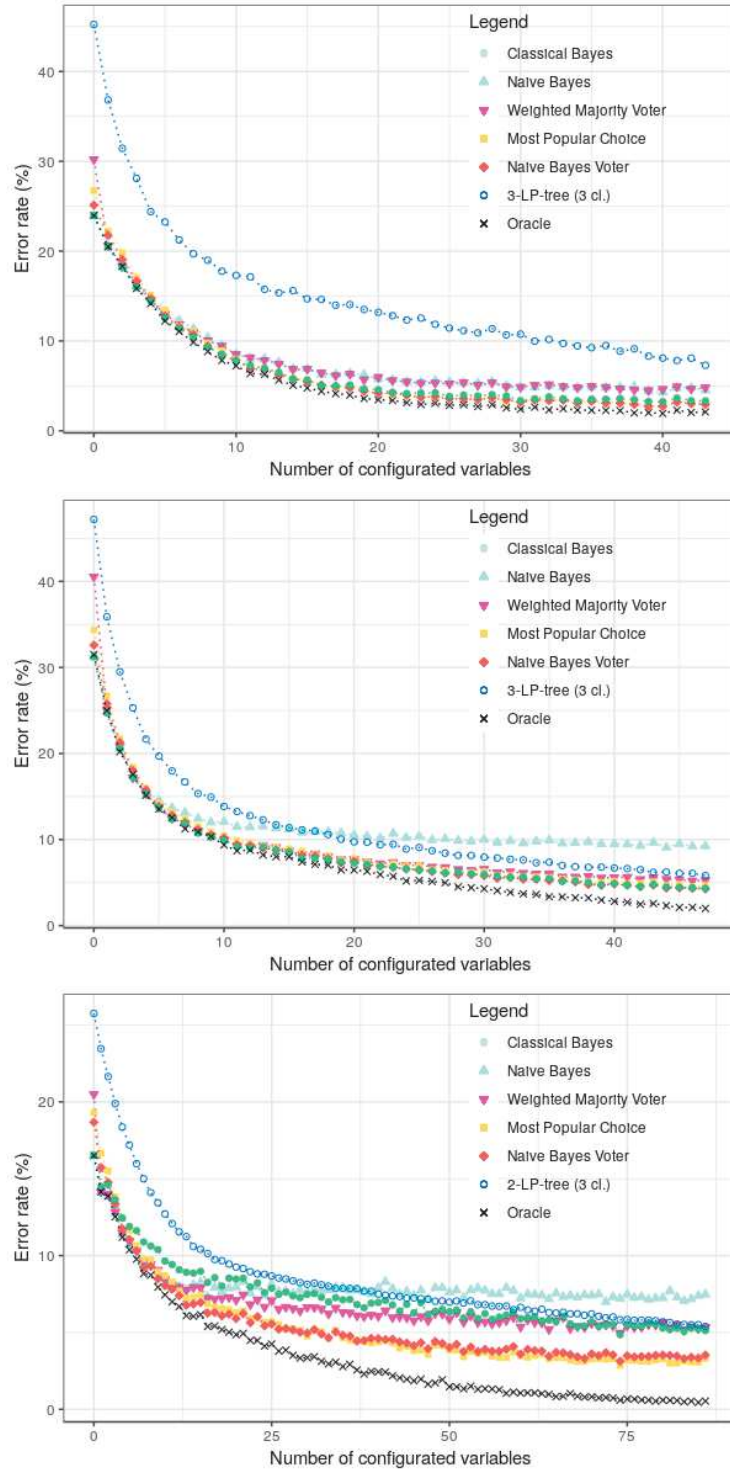 Legend
Classical Bayes
Naive Bayes
Weighted Majority Voter
Most Popular Choice
Naive Bayes Voter
3-LP-tree (3 cl.)
Oracle
Error rate (%)
40
30
20
10
0
0 10 20 30 40
Number of configurated variables
Legend
Classical Bayes
Naive Bayes
Weighted Majority Voter
Most Popular Choice
Naive Bayes Voter
3-LP-tree (3 cl.)
Oracle
Error rate (%)
40
30
20
10
0
0 10 20 30 40
Number of configurated variables
Legend
Classical Bayes
Naive Bayes
Weighted Majority Voter
Most Popular Choice
Naive Bayes Voter
2-LP-tree (3 cl.)
Oracle
Error rate (%)
20
10
0
0 25 50 75
Number of configurated variables